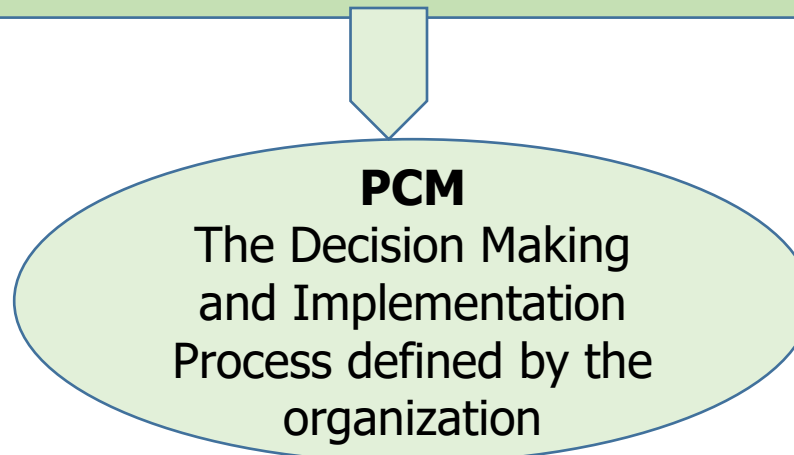 PCM
The Decision Making
and Implementation
Process defined by the
organization